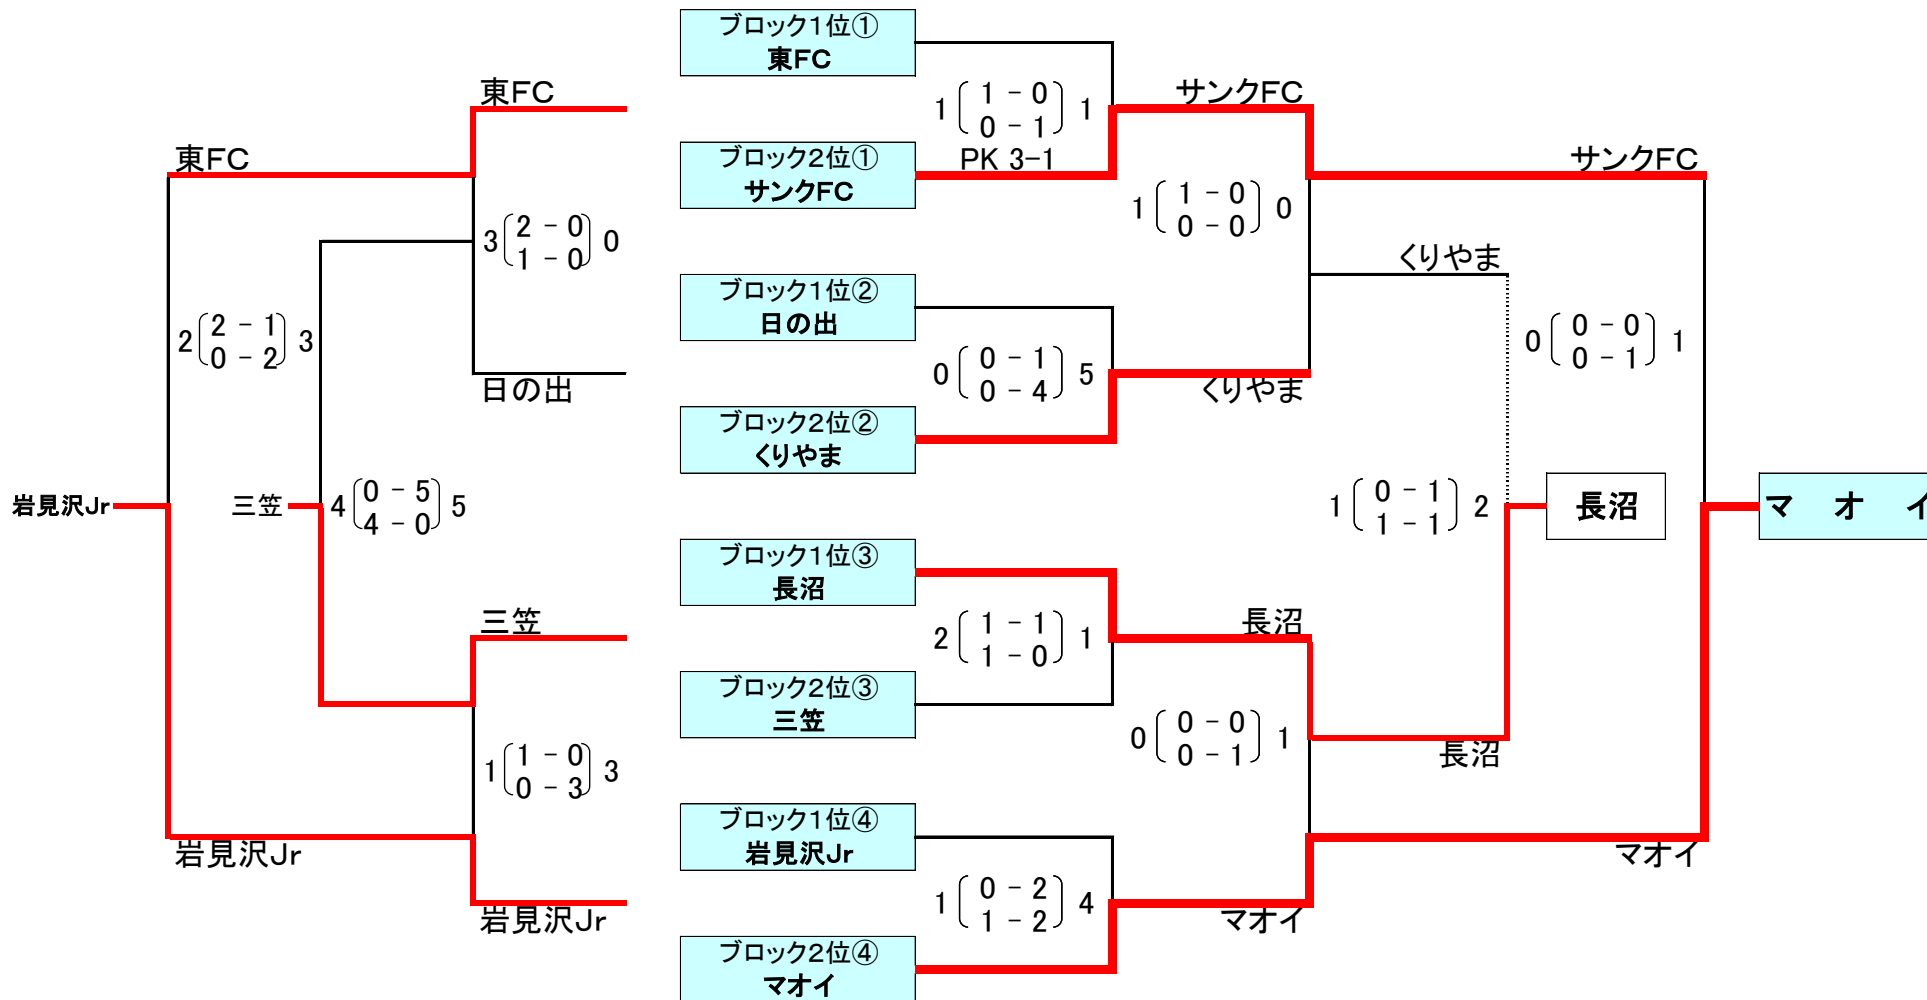 ブロック1位①
東FC
ブロック2位①
サンクFC
ブロック1位②
日の出
ブロック2位②
くりやま
ブロック1位③
長沼
ブロック2位③
三笠
ブロック1位④
岩見沢Jr
ブロック2位④
マオイ
1 1 - 0 1
0 - 1
PK 3-1
0 0 - 1 5
0 - 4
2 1 - 1 1
1 - 0
1 0 - 2 4
1 - 2
サンクFC
くりやま
長沼
マオイ
1 1 - 0 0
0 - 0
0 0 - 0 1
0 - 1
サンクFC
くりやま
長沼
マオイ
1 0 - 1 2
1 - 1
長沼
0 0 - 0 1
0 - 1
マ オ イ
東FC
日の出
三笠
岩見沢Jr
3 2 - 0 0
1 - 0
1 1 - 0 3
0 - 3
東FC
岩見沢Jr
2 2 - 1 3
0 - 2
三笠
4 0 - 5 5
4 - 0
岩見沢Jr